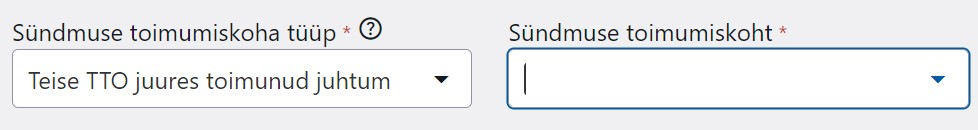 Sündmuse toimumiskoha tüüp * ?
Sündmuse toimumiskoht *
Teise TTO juures toimunud juhtum